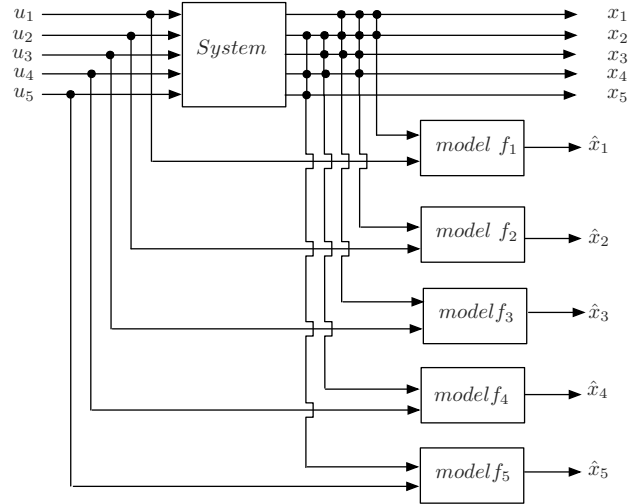 u₁ x₁
u₂ x₂
u₃ System x₃
u₄ x₄
u₅ x₅
model f₁ x̂₁
model f₂ x̂₂
modelf₃ x̂₃
modelf₄ x̂₄
modelf₅ x̂₅